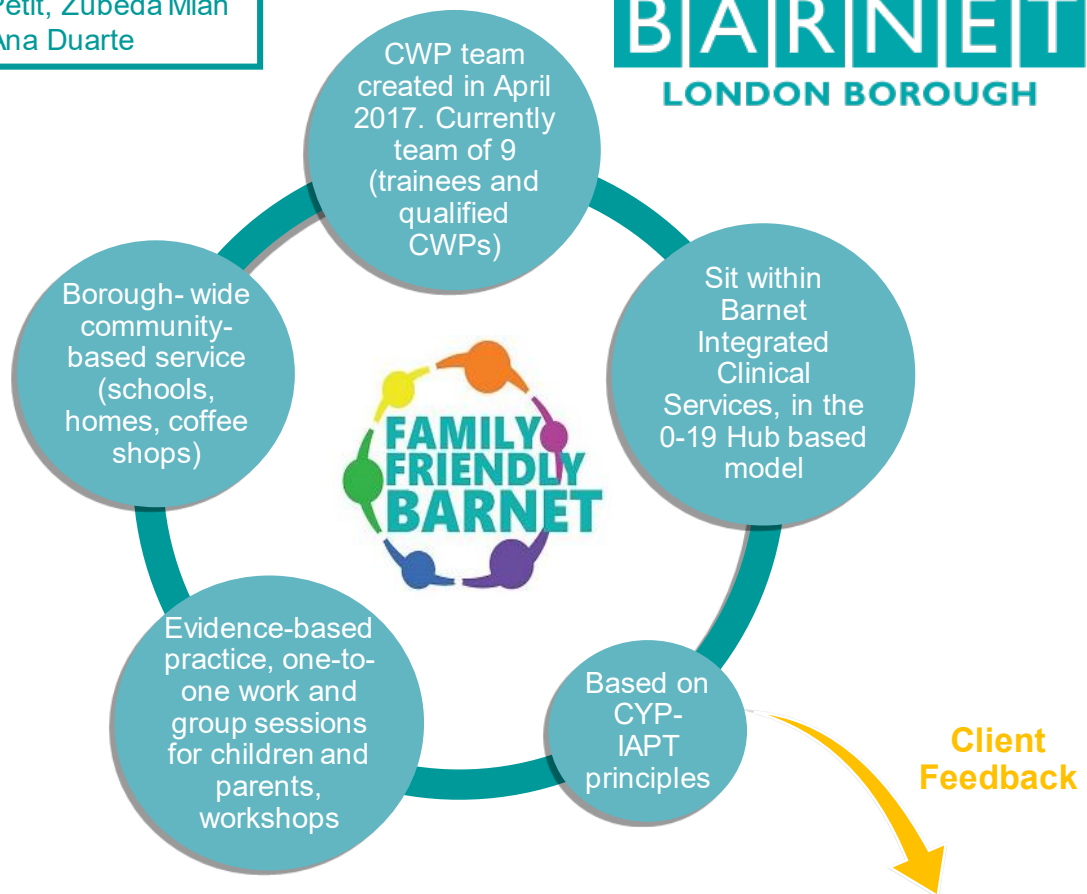 Petit, Zubeda Mian
Ana Duarte
BARNET
LONDON BOROUGH
CWP team
created in April
2017. Currently
team of 9
(trainees and
qualified
CWPs)
Sit within
Barnet
Integrated
Clinical
Services, in the
0-19 Hub based
model
Based on
CYP-
IAPT
principles
Client
Feedback
Evidence-based
practice, one-to-
one work and
group sessions
for children and
parents,
workshops
Borough- wide
community-
based service
(schools,
homes, coffee
shops)
FAMILY
FRIENDLY
BARNET